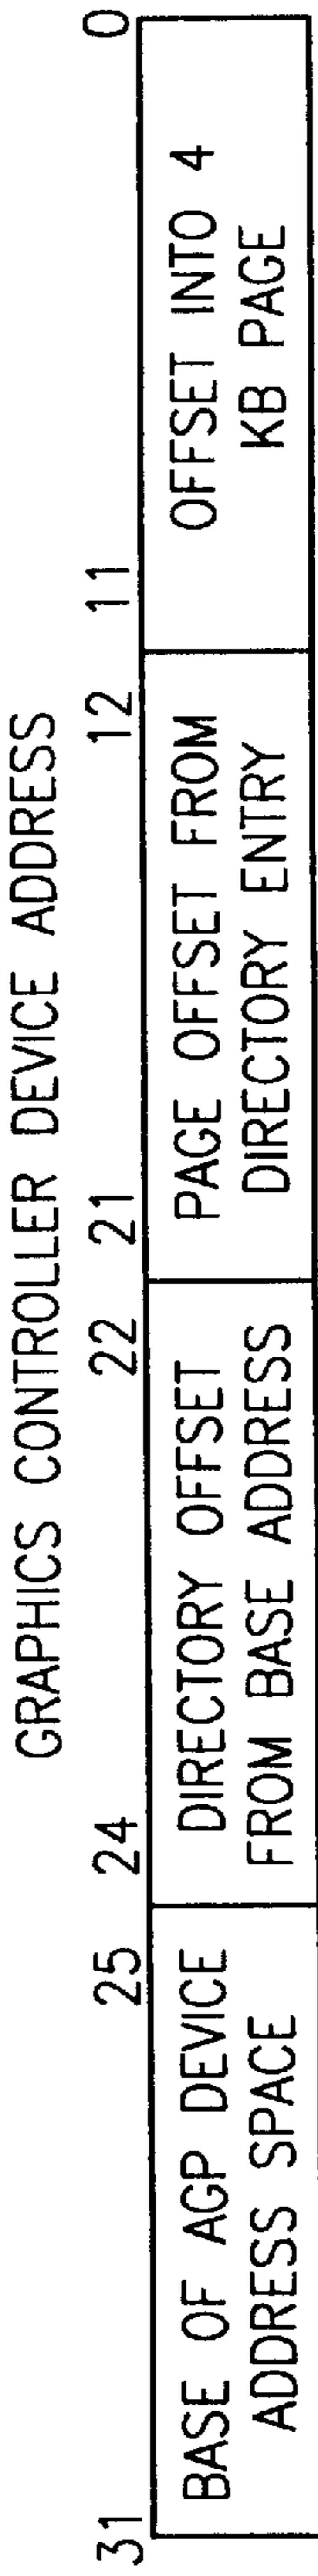 GRAPHICS CONTROLLER DEVICE ADDRESS
31 25 24 22 21 12 11 0
BASE OF AGP DEVICE
ADDRESS SPACE
DIRECTORY OFFSET
FROM BASE ADDRESS
PAGE OFFSET FROM
DIRECTORY ENTRY
OFFSET INTO 4
KB PAGE